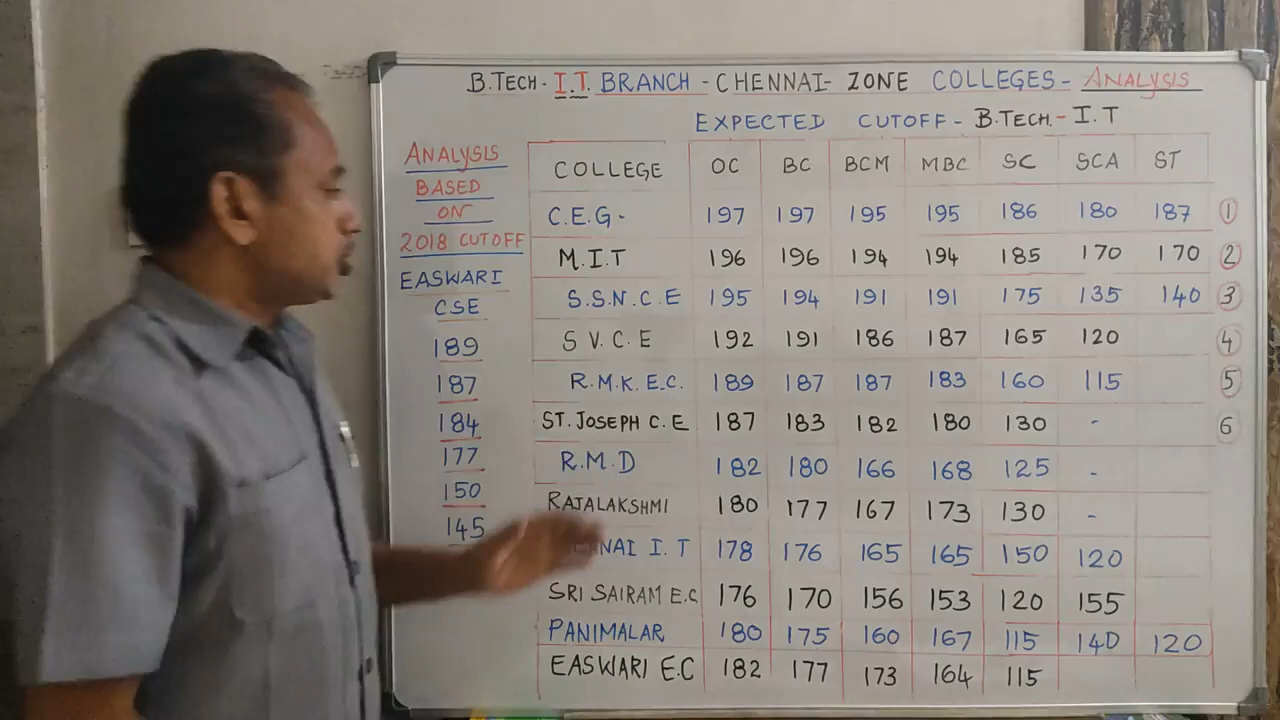 B.TECH- I.T. BRANCH - CHENNAI- ZONE COLLEGES- ANALYSIS
EXPECTED CUTOFF - B.TECH- I.T
ANALYSIS
BASED
ON
2018 CUTOFF
EASWARI
CSE
189
187
184
177
150
145
COLLEGE OC BC BCM MBC SC SCA ST
C.E.G- 197 197 195 195 186 180 187 1
M.I.T 196 196 194 194 185 170 170 2
S.S.N.C.E 195 194 191 191 175 135 140 3
S.V.C.E 192 191 186 187 165 120 4
R.M.K.E.C. 189 187 187 183 160 115 5
ST.JOSEPH C.E 187 183 182 180 130 - 6
R.M.D 182 180 166 168 125 -
RAJALAKSHMI 180 177 167 173 130 -
I.T 178 176 165 165 150 120
SRI SAIRAM E.C 176 170 156 153 120 155
PANIMALAR 180 175 160 167 115 140 120
EASWARI E.C 182 177 173 164 115